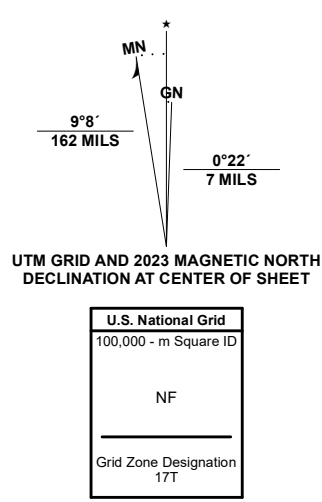 ★
MN
GN
9°8´
162 MILS
0°22´
7 MILS
UTM GRID AND 2023 MAGNETIC NORTH
DECLINATION AT CENTER OF SHEET
U.S. National Grid
100,000 - m Square ID
NF
Grid Zone Designation
17T